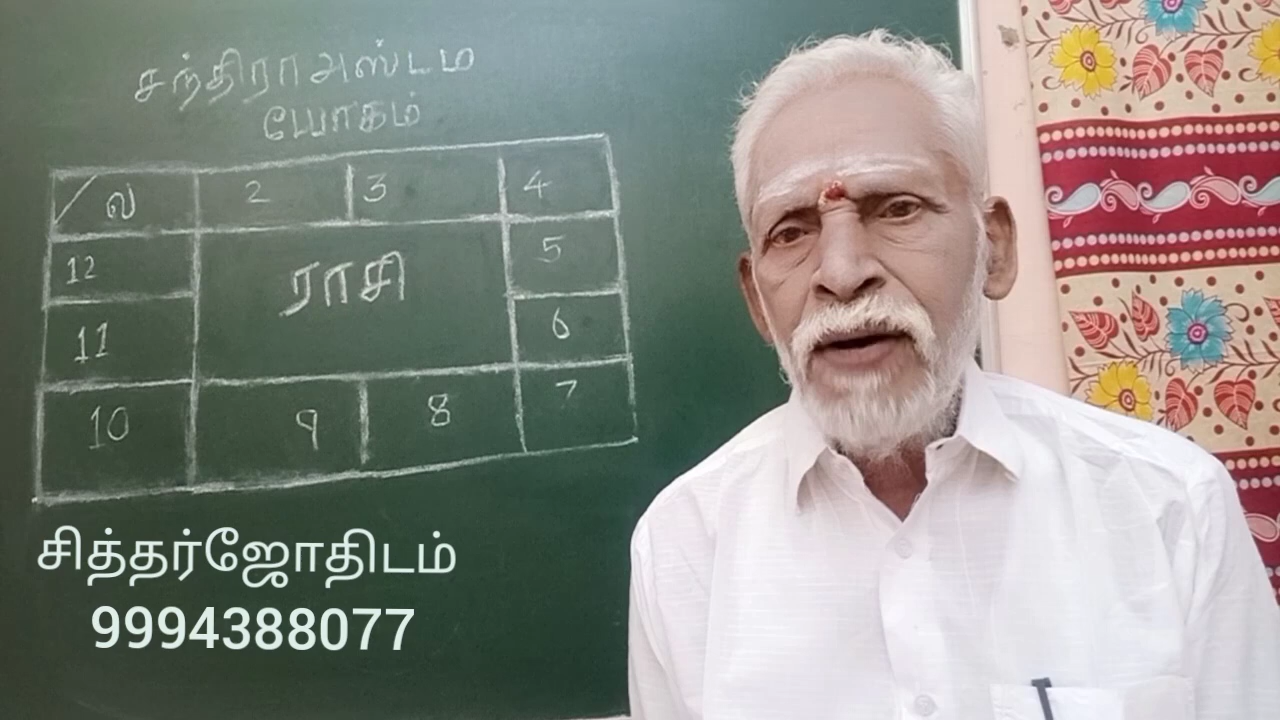 சந்திராஅஸ்டம
யோகம்
ல 2 3 4
12 ராசி 5
11 6
10 9 8 7
சித்தர்ஜோதிடம்
9994388077